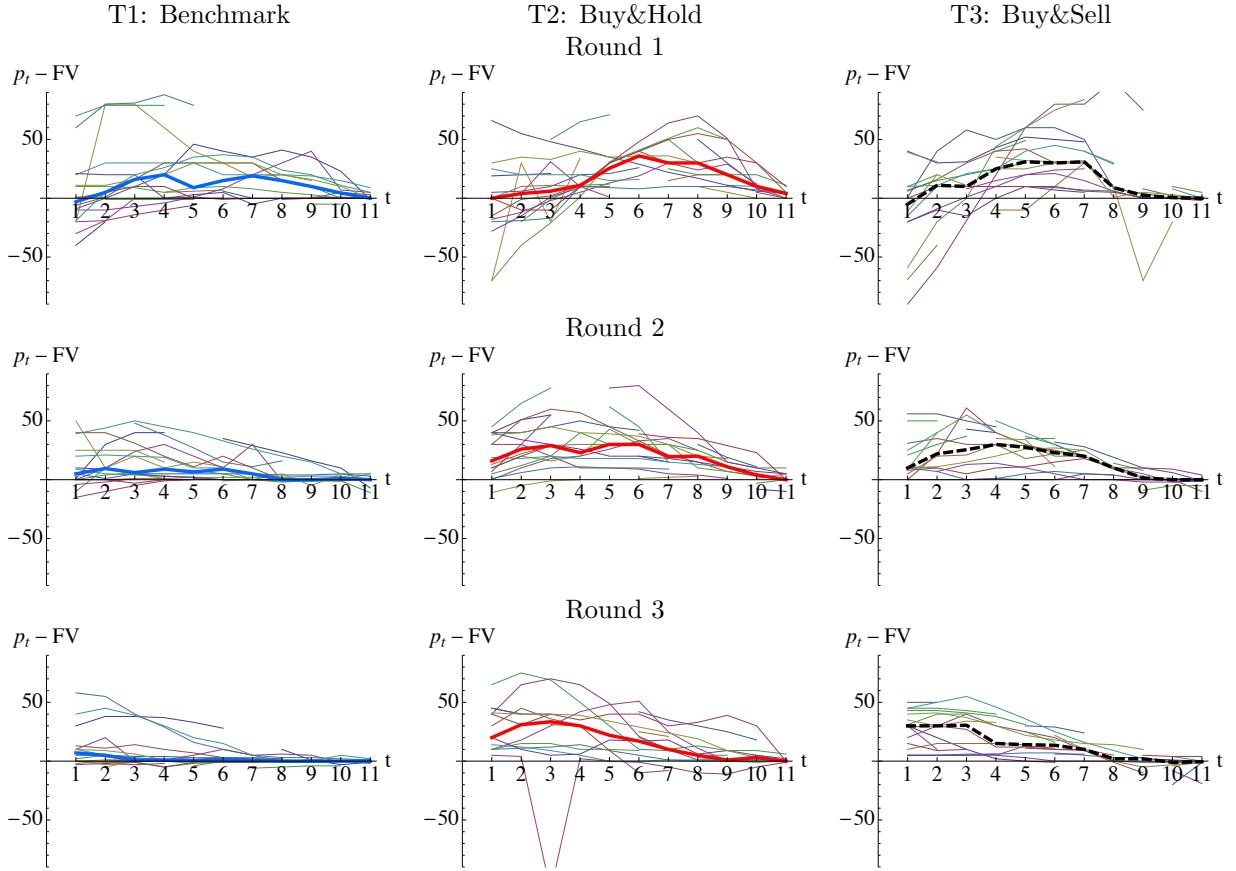 T1: Benchmark T2: Buy&Hold T3: Buy&Sell
Round 1
p_t − FV p_t − FV p_t − FV
50 50 50
1 2 3 4 5 6 7 8 9 10 11 t 1 2 3 4 5 6 7 8 9 10 11 t 1 2 3 4 5 6 7 8 9 10 11 t
−50 −50 −50
Round 2
p_t − FV p_t − FV p_t − FV
50 50 50
1 2 3 4 5 6 7 8 9 10 11 t 1 2 3 4 5 6 7 8 9 10 11 t 1 2 3 4 5 6 7 8 9 10 11 t
−50 −50 −50
Round 3
p_t − FV p_t − FV p_t − FV
50 50 50
1 2 3 4 5 6 7 8 9 10 11 t 1 2 3 4 5 6 7 8 9 10 11 t 1 2 3 4 5 6 7 8 9 10 11 t
−50 −50 −50